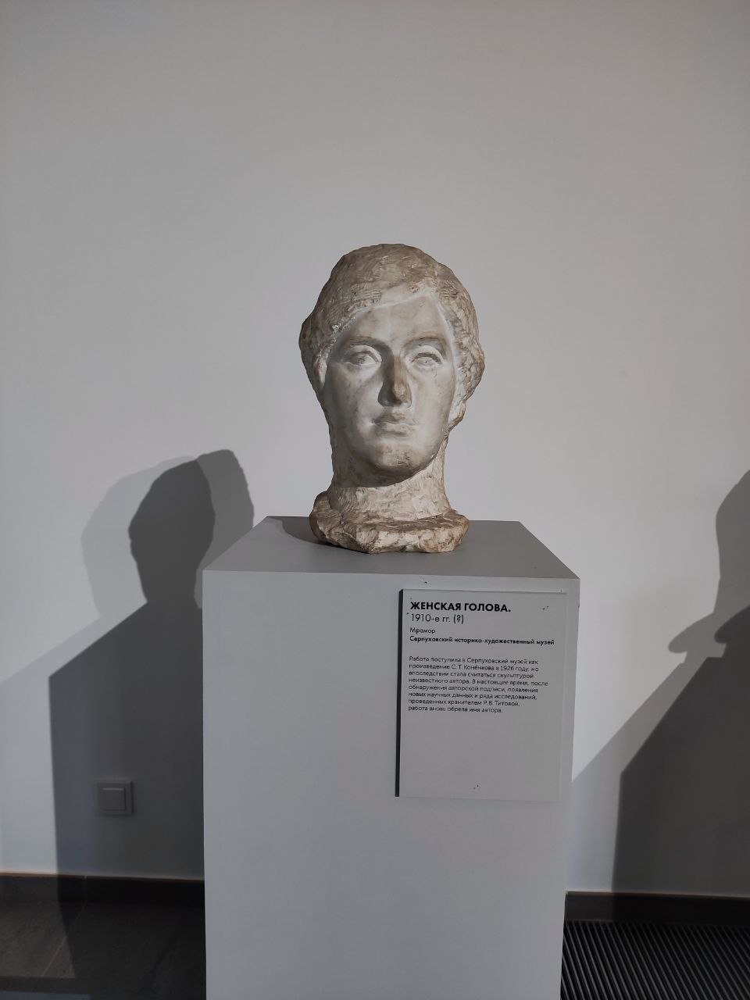 ЖЕНСКАЯ ГОЛОВА.
1910-е гг. (?)
Мрамор
Серпуховский историко-художественный музей
Работа поступила в Серпуховский музей как
произведение С. Т. Конёнкова в 1926 году, но
впоследствии стала считаться скульптурой
неизвестного автора. В настоящее время, после
обнаружения авторской подписи, появления
новых научных данных и ряда исследований,
проведенных хранителем Р. В. Титовой,
работа вновь обрела имя автора.